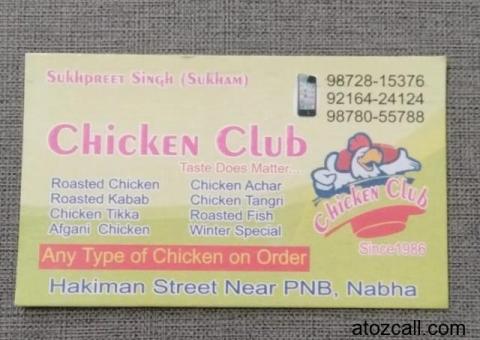 Sukhpreet Singh (Sukham)
98728-15376
92164-24124
98780-55788
Chicken Club
Taste Does Matter....
Roasted Chicken
Roasted Kabab
Chicken Tikka
Afgani Chicken
Chicken Achar
Chicken Tangri
Roasted Fish
Winter Special
Chicken Club
Since1986
Any Type of Chicken on Order
Hakiman Street Near PNB, Nabha
atozcall.com